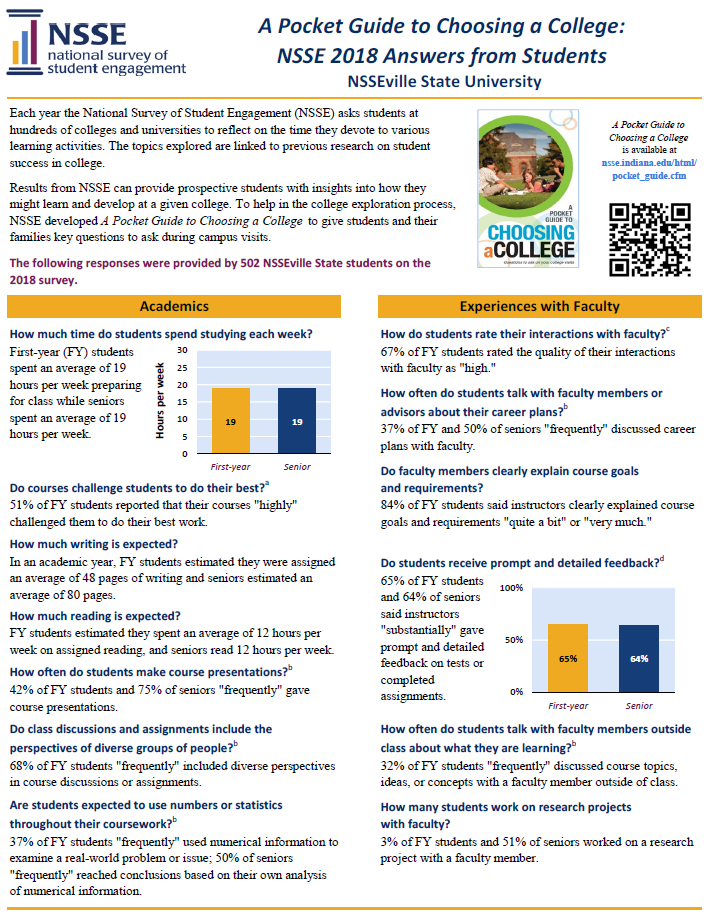 NSSE
national survey of
student engagement
A Pocket Guide to Choosing a College:
NSSE 2018 Answers from Students
NSSEville State University
Each year the National Survey of Student Engagement (NSSE) asks students at
hundreds of colleges and universities to reflect on the time they devote to various
learning activities. The topics explored are linked to previous research on student
success in college.
Results from NSSE can provide prospective students with insights into how they
might learn and develop at a given college. To help in the college exploration process,
NSSE developed A Pocket Guide to Choosing a College to give students and their
families key questions to ask during campus visits.
The following responses were provided by 502 NSSEville State students on the
2018 survey.
A
POCKET
GUIDE TO
CHOOSING
aCOLLEGE
Questions to ask on your college visits
A Pocket Guide to
Choosing a College
is available at
nsse.indiana.edu/html/
pocket_guide.cfm
Academics
How much time do students spend studying each week?
First-year (FY) students
spent an average of 19
hours per week preparing
for class while seniors
spent an average of 19
hours per week.
Hours per week
30
25
20
15
10
5
0
19
19
First-year
Senior
Do courses challenge students to do their best?a
51% of FY students reported that their courses "highly"
challenged them to do their best work.
How much writing is expected?
In an academic year, FY students estimated they were assigned
an average of 48 pages of writing and seniors estimated an
average of 80 pages.
How much reading is expected?
FY students estimated they spent an average of 12 hours per
week on assigned reading, and seniors read 12 hours per week.
How often do students make course presentations?b
42% of FY students and 75% of seniors "frequently" gave
course presentations.
Do class discussions and assignments include the
perspectives of diverse groups of people?b
68% of FY students "frequently" included diverse perspectives
in course discussions or assignments.
Are students expected to use numbers or statistics
throughout their coursework?b
37% of FY students "frequently" used numerical information to
examine a real-world problem or issue; 50% of seniors
"frequently" reached conclusions based on their own analysis
of numerical information.
Experiences with Faculty
How do students rate their interactions with faculty?c
67% of FY students rated the quality of their interactions
with faculty as "high."
How often do students talk with faculty members or
advisors about their career plans?b
37% of FY and 50% of seniors "frequently" discussed career
plans with faculty.
Do faculty members clearly explain course goals
and requirements?
84% of FY students said instructors clearly explained course
goals and requirements "quite a bit" or "very much."
Do students receive prompt and detailed feedback?d
65% of FY students
and 64% of seniors
said instructors
"substantially" gave
prompt and detailed
feedback on tests or
completed
assignments.
100%
50%
0%
65%
64%
First-year
Senior
How often do students talk with faculty members outside
class about what they are learning?b
32% of FY students "frequently" discussed course topics,
ideas, or concepts with a faculty member outside of class.
How many students work on research projects
with faculty?
3% of FY students and 51% of seniors worked on a research
project with a faculty member.